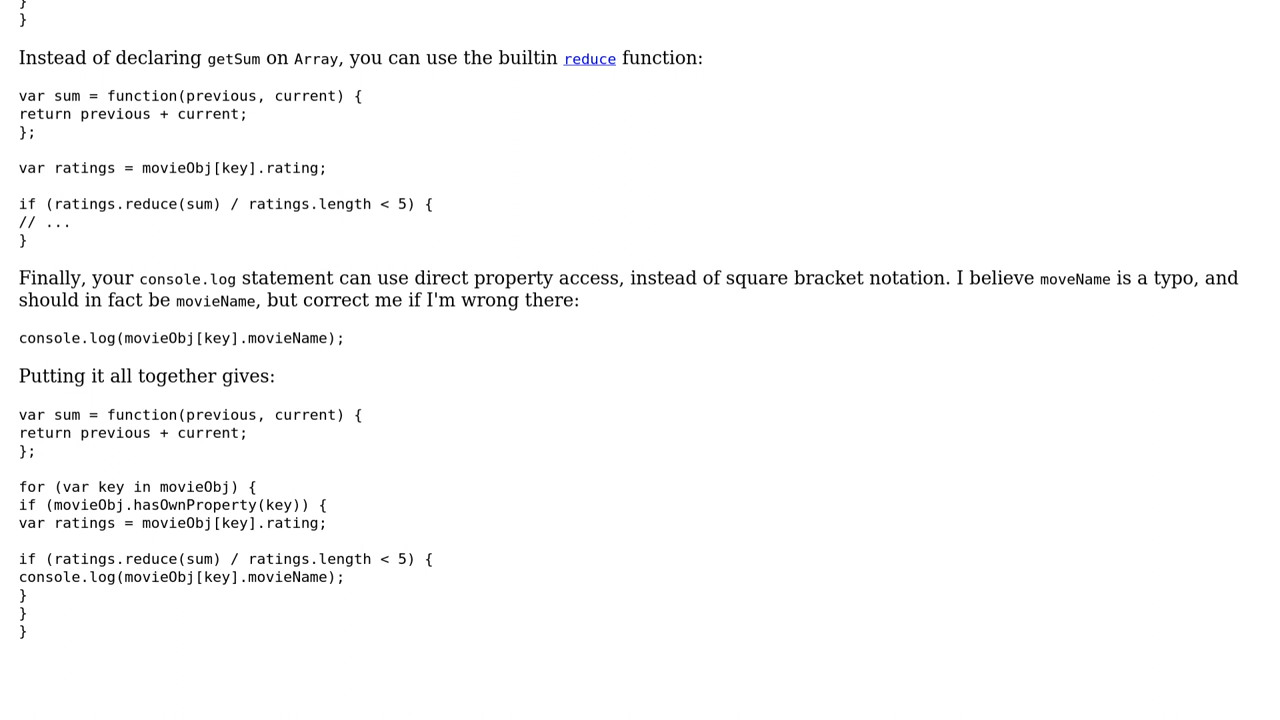 }
}
Instead of declaring getSum on Array, you can use the builtin reduce function:
var sum = function(previous, current) {
return previous + current;
};
var ratings = movieObj[key].rating;
if (ratings.reduce(sum) / ratings.length < 5) {
// ...
}
Finally, your console.log statement can use direct property access, instead of square bracket notation. I believe moveName is a typo, and
should in fact be movieName, but correct me if I'm wrong there:
console.log(movieObj[key].movieName);
Putting it all together gives:
var sum = function(previous, current) {
return previous + current;
};
for (var key in movieObj) {
if (movieObj.hasOwnProperty(key)) {
var ratings = movieObj[key].rating;
if (ratings.reduce(sum) / ratings.length < 5) {
console.log(movieObj[key].movieName);
}
}
}